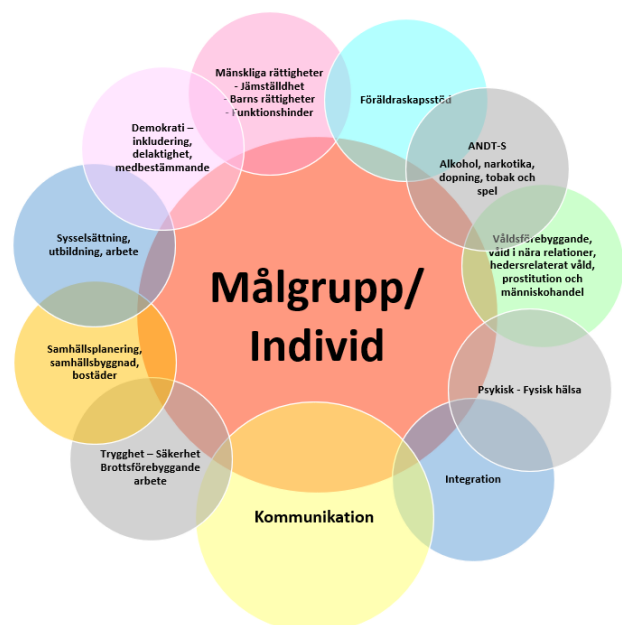 Mänskliga rättigheter
- Jämställdhet
- Barns rättigheter
- Funktionshinder
Föräldraskapsstöd
ANDT-S
Alkohol, narkotika,
dopning, tobak och
spel
Våldsförebyggande,
våld i nära relationer,
hedersrelaterat våld,
prostitution och
människohandel
Psykisk - Fysisk hälsa
Integration
Kommunikation
Trygghet – Säkerhet
Brottsförebyggande
arbete
Samhällsplanering,
samhällsbyggnad,
bostäder
Sysselsättning,
utbildning, arbete
Demokrati –
inkludering,
delaktighet,
medbestämmande
Målgrupp/
Individ